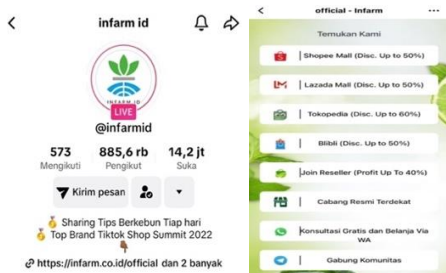 infarm id
INFARM.ID
LIVE
@infarmid
573
885,6 rb
14,2 jt
Mengikuti
Pengikut
Suka
Kirim pesan
Sharing Tips Berkebun Tiap hari
Top Brand Tiktok Shop Summit 2022
https://infarm.co.id/official dan 2 banyak
official - Infarm
Temukan Kami
| Shopee Mall (Disc. Up to 50%)
| Lazada Mall (Disc. Up to 50%)
| Tokopedia (Disc. Up to 60%)
| Blibli (Disc. Up to 50%)
|Join Reseller (Profit Up To 40%)
| Cabang Resmi Terdekat
|Konsultasi Gratis dan Belanja Via
WA
| Gabung Komunitas